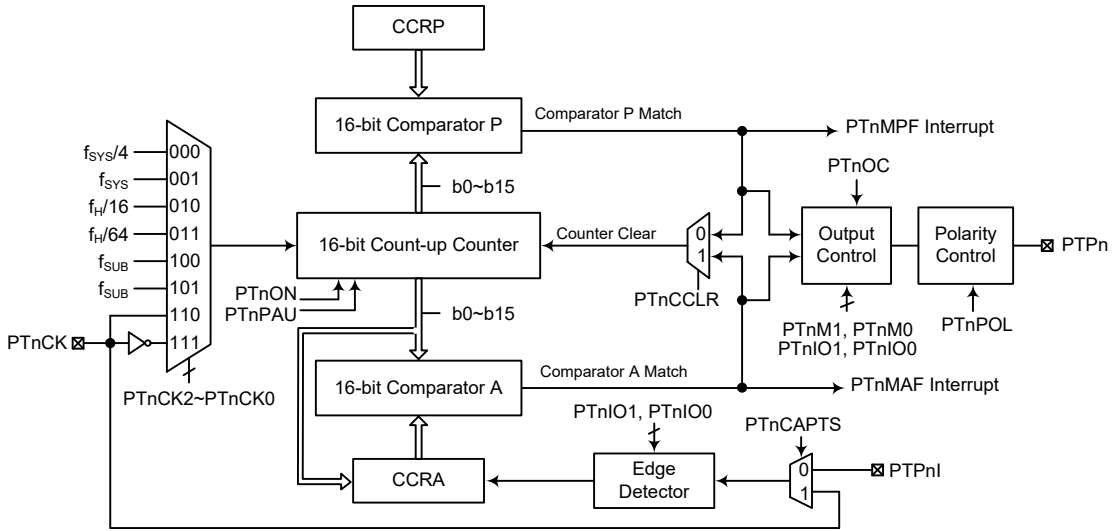 CCRP
16-bit Comparator P
Comparator P Match
PTnMPF Interrupt
b0~b15
fSYS/4
000
fSYS
001
fH/16
010
fH/64
011
fSUB
100
fSUB
101
110
PTnCK
111
PTnCK2~PTnCK0
16-bit Count-up Counter
Counter Clear
0
1
PTnCCLR
PTnOC
Output
Control
Polarity
Control
PTPn
PTnON
PTnPAU
b0~b15
PTnM1, PTnM0
PTnIO1, PTnIO0
PTnPOL
16-bit Comparator A
Comparator A Match
PTnMAF Interrupt
PTnIO1, PTnIO0
PTnCAPTS
CCRA
Edge
Detector
0
1
PTPnI